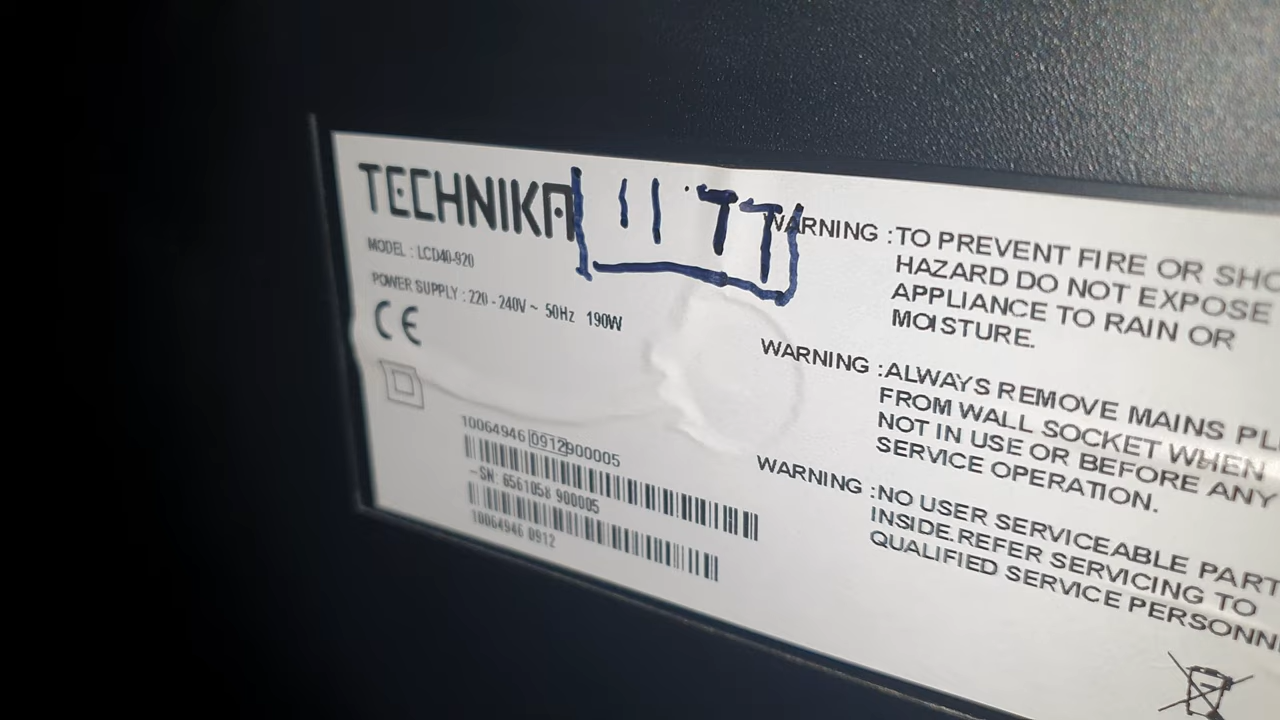 TECHNIKA
MODEL : LCD40-920
POWER SUPPLY : 220 - 240V ~ 50Hz 190W
CE
10064946 0912900005
-SN: 6561058 900005
10064946 0912
WARNING : TO PREVENT FIRE OR SHO
HAZARD DO NOT EXPOSE
APPLIANCE TO RAIN OR
MOISTURE.
WARNING : ALWAYS REMOVE MAINS PL
FROM WALL SOCKET WHEN
NOT IN USE OR BEFORE ANY
SERVICE OPERATION.
WARNING : NO USER SERVICEABLE PART
INSIDE.REFER SERVICING TO
QUALIFIED SERVICE PERSONN